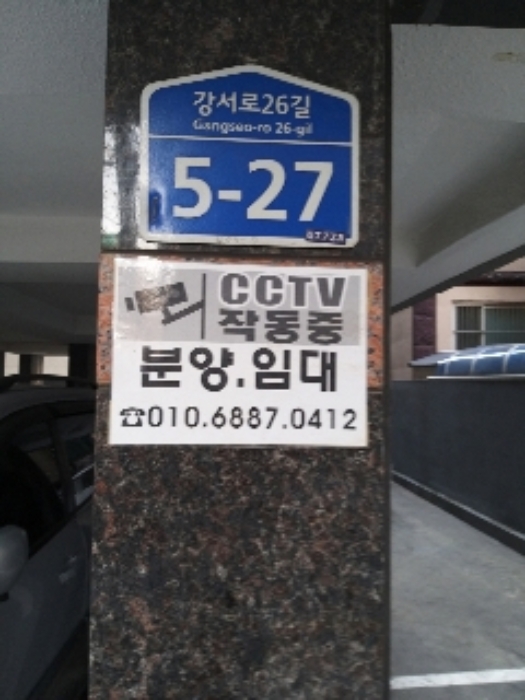 강서로26길
Gangseo-ro 26-gil
5-27
CCTV
작동중
분양.임대
☎010.6887.0412